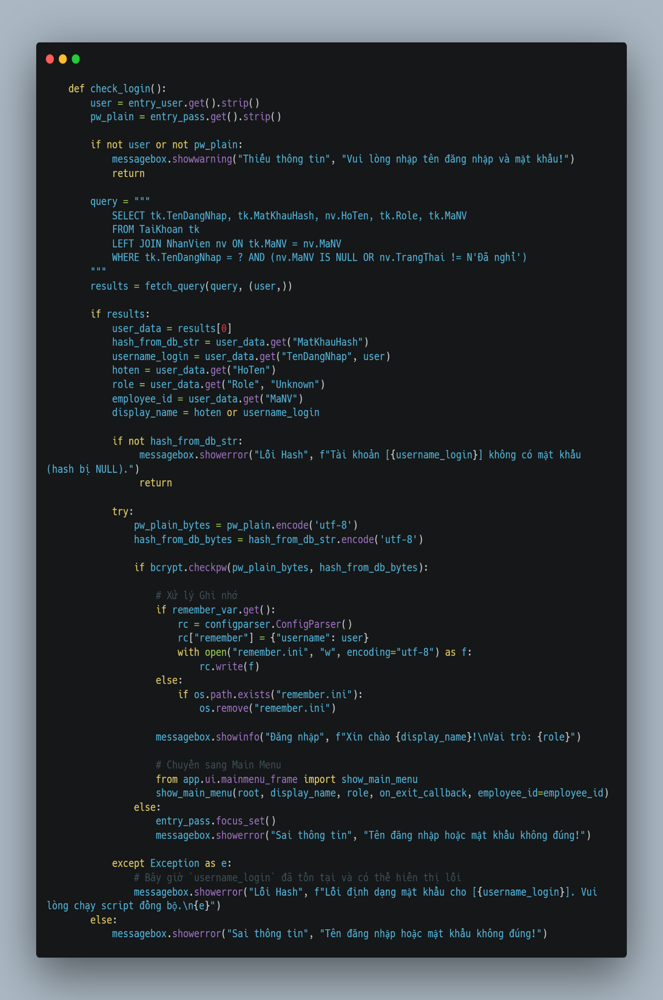 def check_login():
user = entry_user.get().strip()
pw_plain = entry_pass.get().strip()
if not user or not pw_plain:
messagebox.showwarning("Thiếu thông tin", "Vui lòng nhập tên đăng nhập và mật khẩu!")
return
query = """
SELECT tk.TenDangNhap, tk.MatKhauHash, nv.HoTen, tk.Role, tk.MaNV
FROM TaiKhoan tk
LEFT JOIN NhanVien nv ON tk.MaNV = nv.MaNV
WHERE tk.TenDangNhap = ? AND (nv.MaNV IS NULL OR nv.TrangThai != N'Đã nghỉ')
"""
results = fetch_query(query, (user,))
if results:
user_data = results[0]
hash_from_db_str = user_data.get("MatKhauHash")
username_login = user_data.get("TenDangNhap", user)
hoten = user_data.get("HoTen")
role = user_data.get("Role", "Unknown")
employee_id = user_data.get("MaNV")
display_name = hoten or username_login
if not hash_from_db_str:
messagebox.showerror("Lỗi Hash", f"Tài khoản [{username_login}] không có mật khẩu
(hash bị NULL).")
return
try:
pw_plain_bytes = pw_plain.encode('utf-8')
hash_from_db_bytes = hash_from_db_str.encode('utf-8')
if bcrypt.checkpw(pw_plain_bytes, hash_from_db_bytes):
# Xử lý Ghi nhớ
if remember_var.get():
rc = configparser.ConfigParser()
rc["remember"] = {"username": user}
with open("remember.ini", "w", encoding="utf-8") as f:
rc.write(f)
else:
if os.path.exists("remember.ini"):
os.remove("remember.ini")
messagebox.showinfo("Đăng nhập", f"Xin chào {display_name}!\nVai trò: {role}")
# Chuyển sang Main Menu
from app.ui.mainmenu_frame import show_main_menu
show_main_menu(root, display_name, role, on_exit_callback, employee_id=employee_id)
else:
entry_pass.focus_set()
messagebox.showerror("Sai thông tin", "Tên đăng nhập hoặc mật khẩu không đúng!")
except Exception as e:
# Bây giờ `username_login` đã tồn tại và có thể hiển thị lỗi
messagebox.showerror("Lỗi Hash", f"Lỗi định dạng mật khẩu cho [{username_login}]. Vui
lòng chạy script đồng bộ.\n{e}")
else:
messagebox.showerror("Sai thông tin", "Tên đăng nhập hoặc mật khẩu không đúng!")